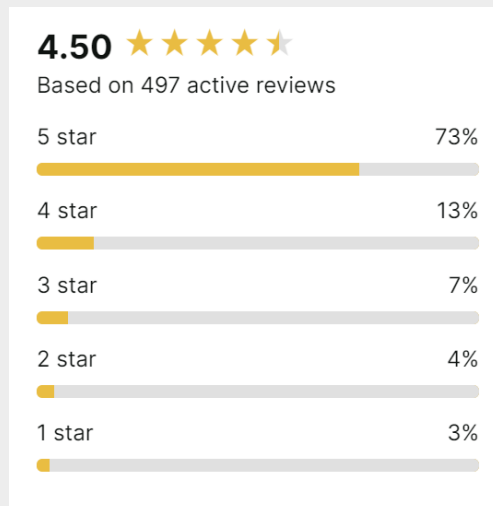 4.50
Based on 497 active reviews
5 star 73%
4 star 13%
3 star 7%
2 star 4%
1 star 3%